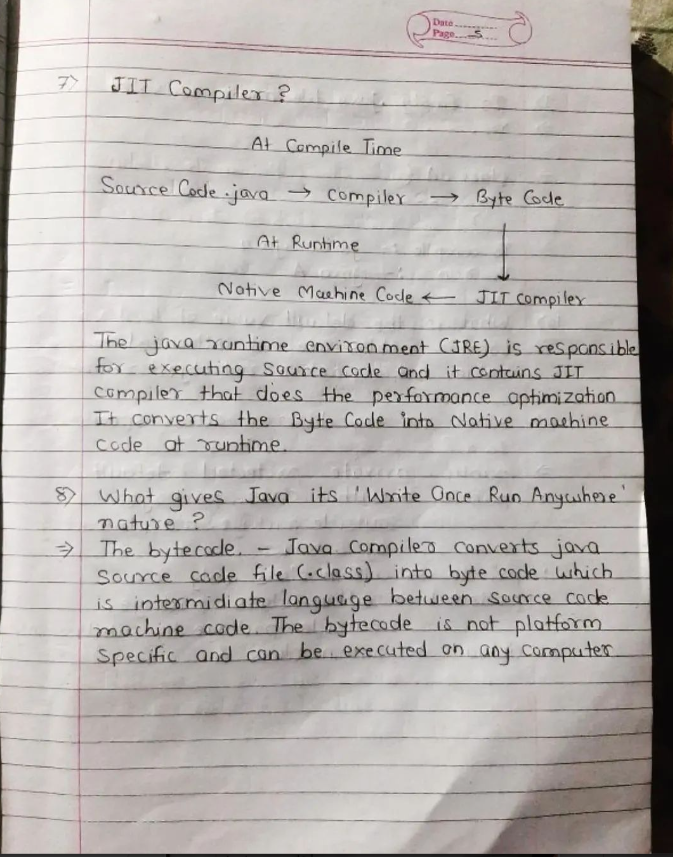 Date
Page 5
7) JIT Compiler ?
At Compile Time
Source Code .java → compiler → Byte Code
At Runtime
Native Machine Code ← JIT compiler
The java runtime environment (JRE) is responsible
for executing source code and it contains JIT
compiler that does the performance optimization
It converts the Byte Code into Native machine
code at runtime.
8) What gives Java its 'Write Once Run Anywhere'
nature ?
⇒ The bytecode. - Java compiler converts java
source code file (.class) into byte code which
is intermidiate language between source code
machine code. The bytecode is not platform
specific and can be executed on any computer